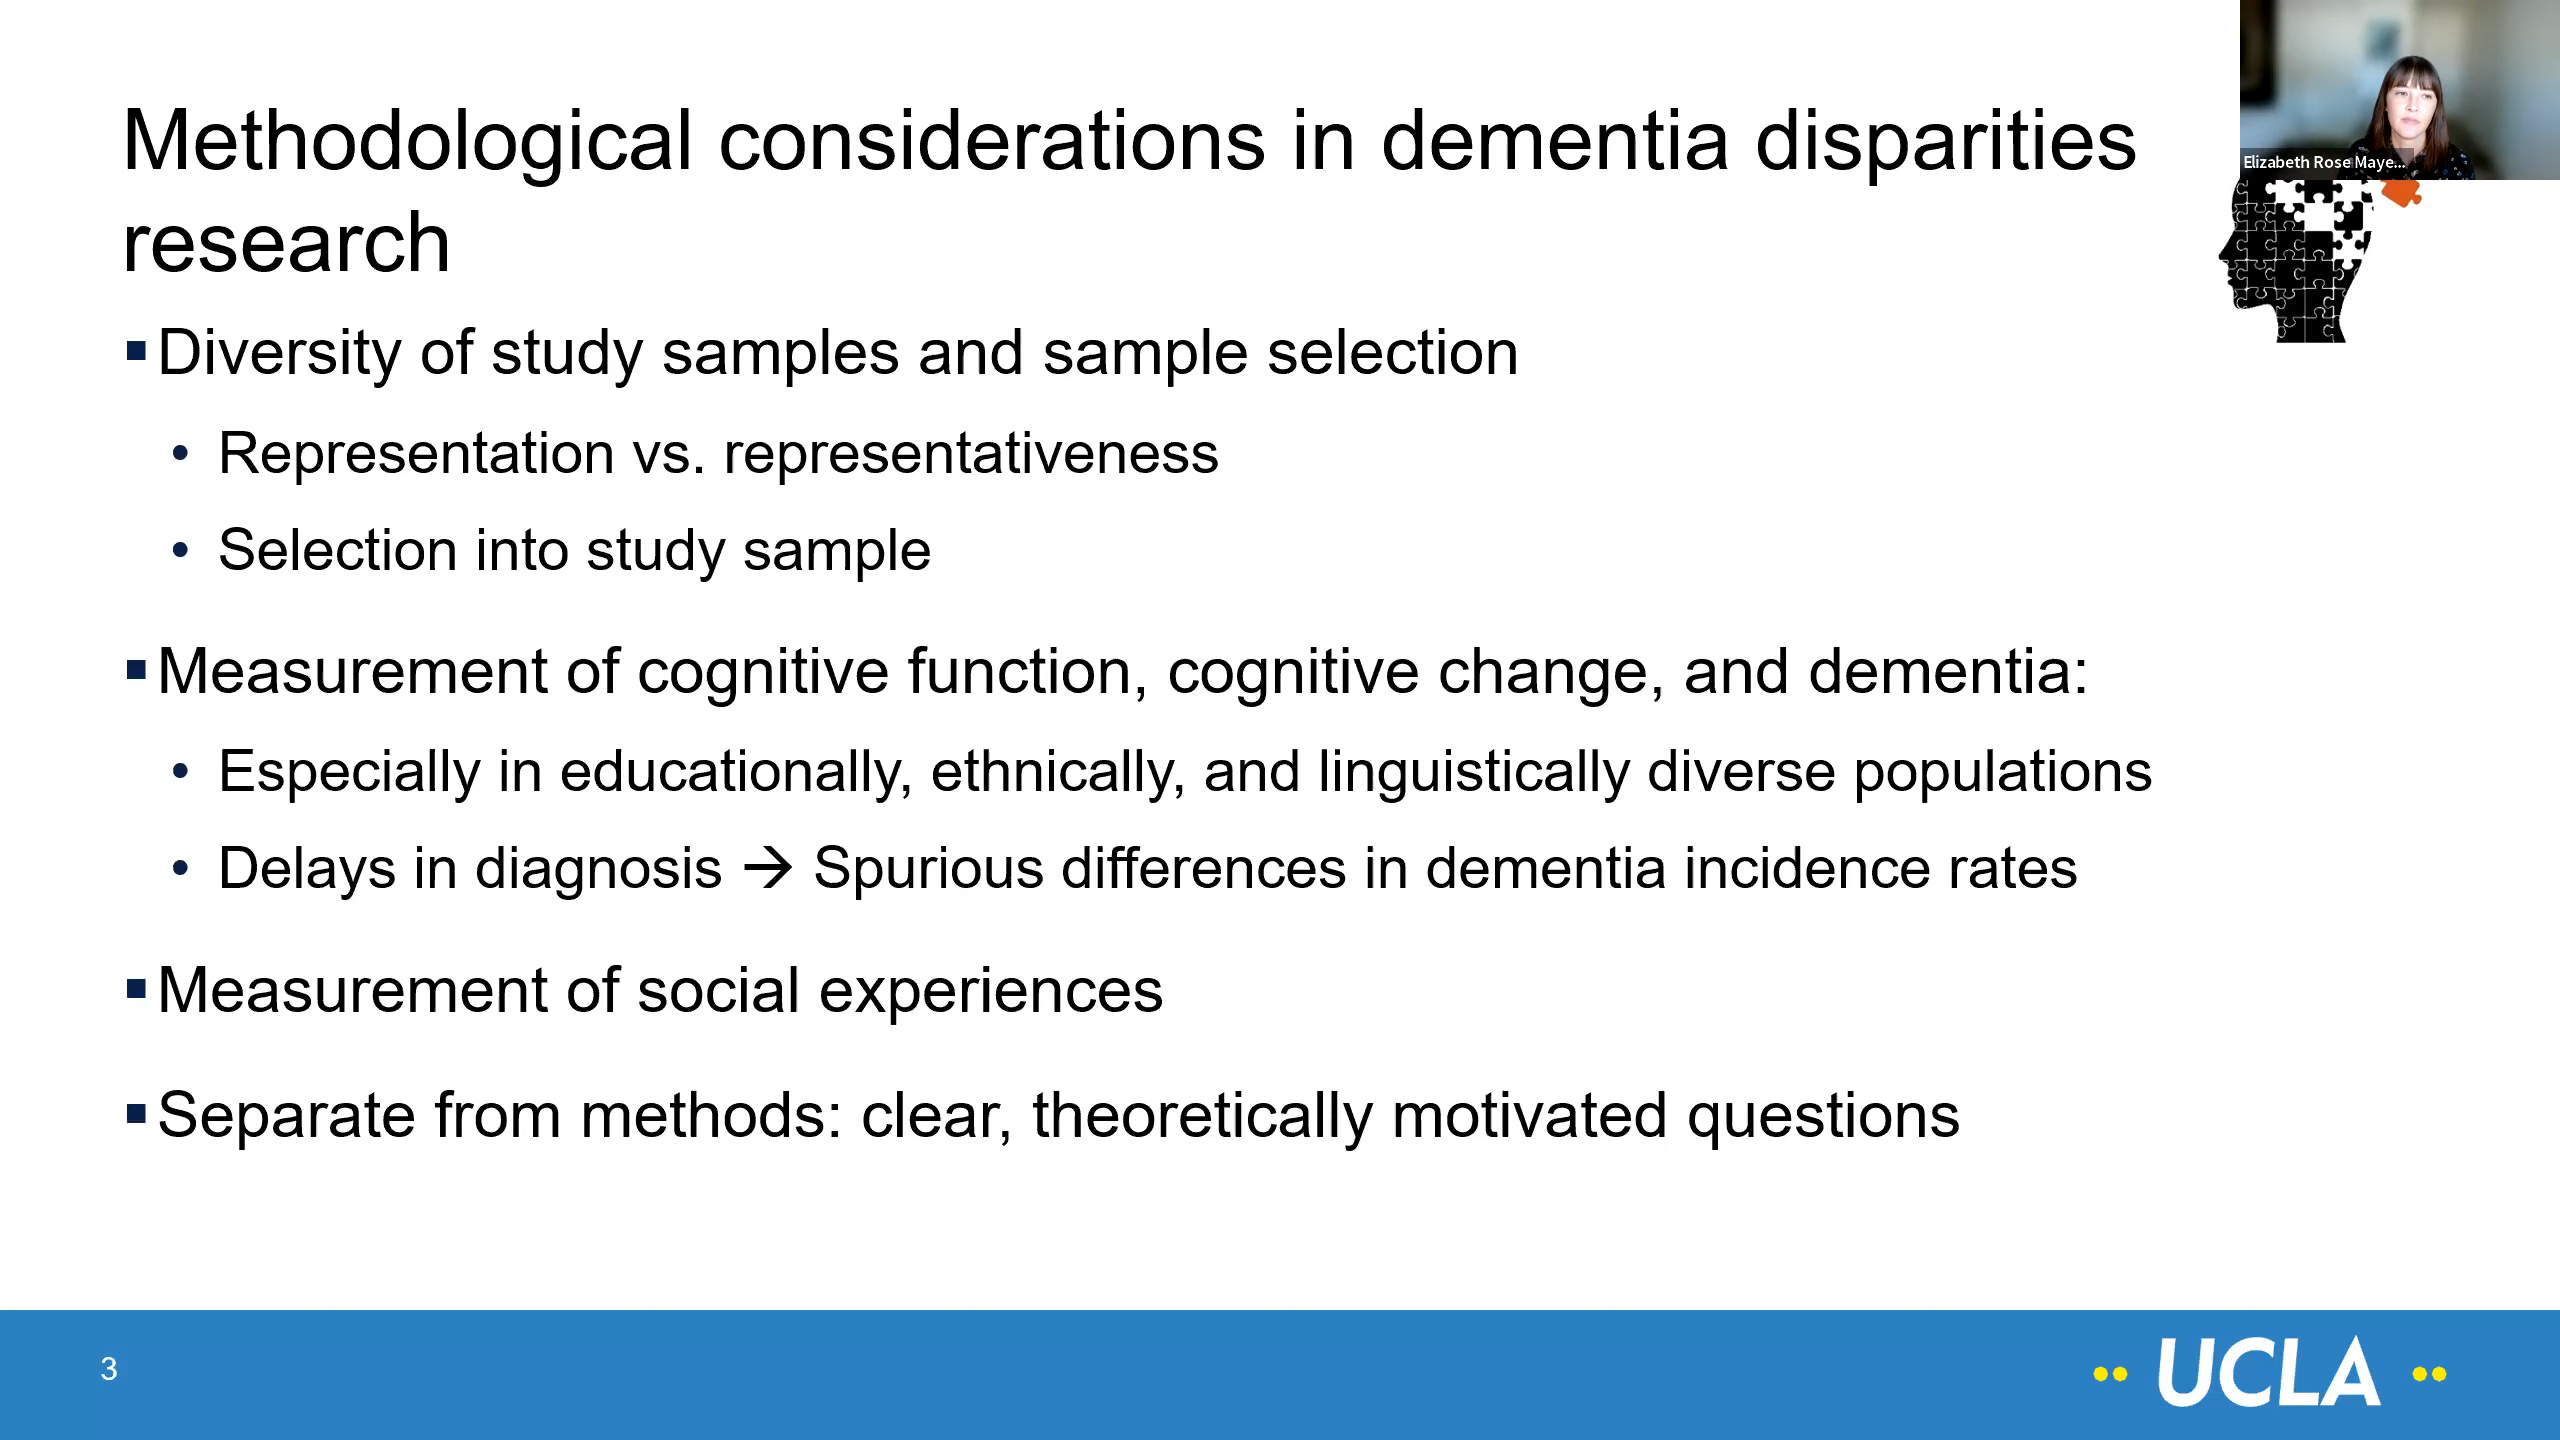 Methodological considerations in dementia disparities
research
Elizabeth Rose Maye...
▪Diversity of study samples and sample selection
• Representation vs. representativeness
• Selection into study sample
▪Measurement of cognitive function, cognitive change, and dementia:
• Especially in educationally, ethnically, and linguistically diverse populations
• Delays in diagnosis → Spurious differences in dementia incidence rates
▪Measurement of social experiences
▪Separate from methods: clear, theoretically motivated questions
3
UCLA